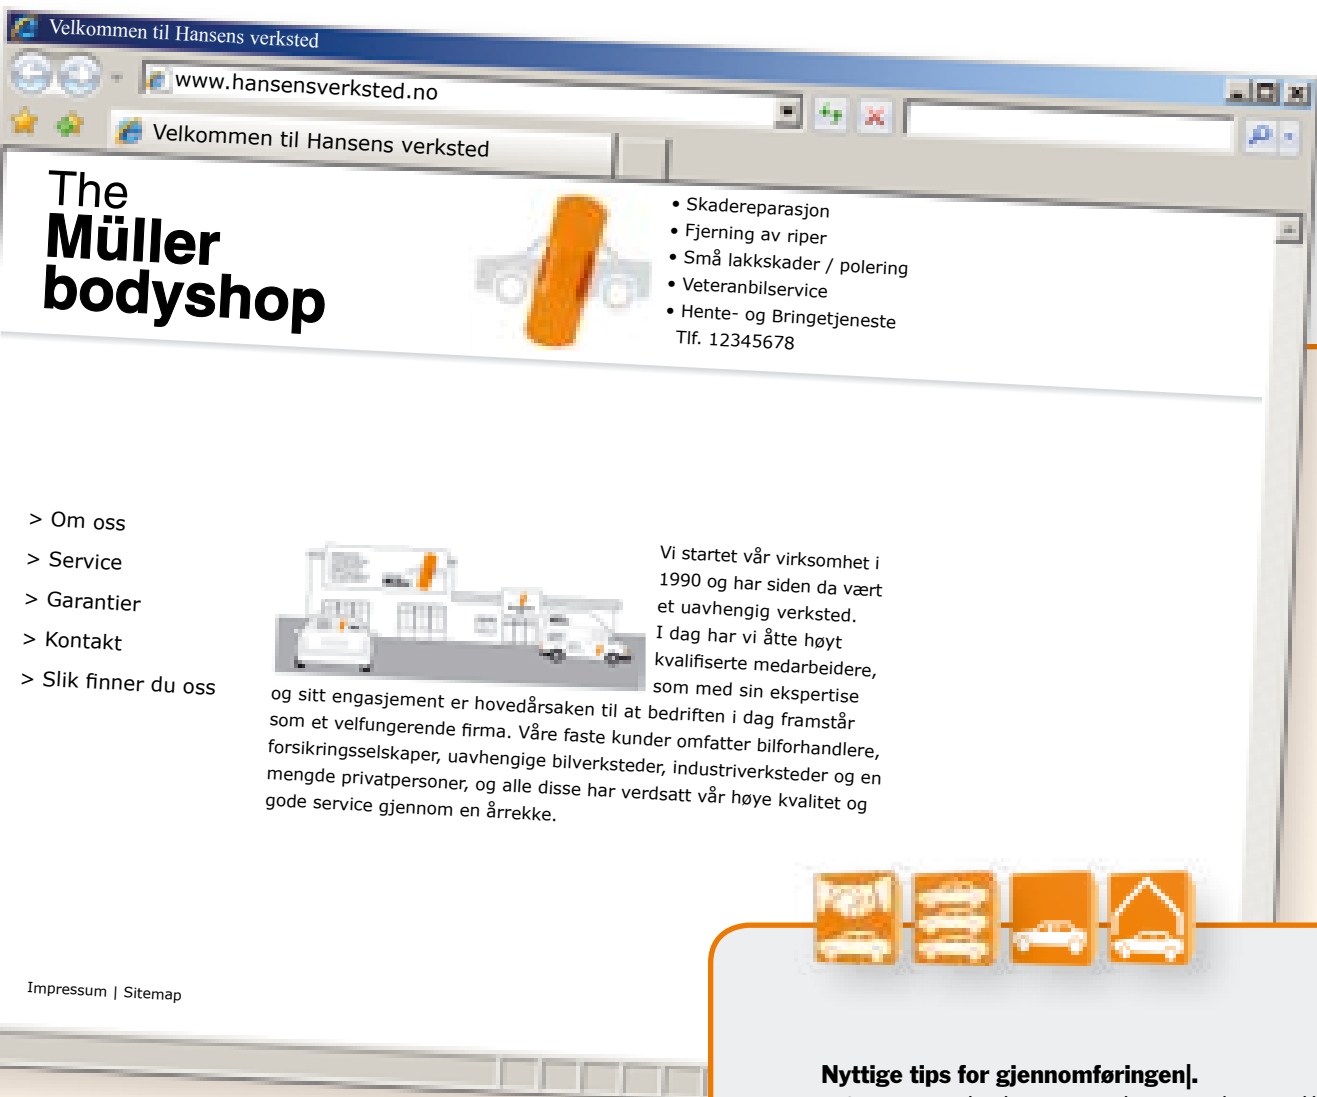 Velkommen til Hansens verksted
www.hansensverksted.no
Velkommen til Hansens verksted
The
Müller
bodyshop
• Skadereparasjon
• Fjerning av riper
• Små lakkskader / polering
• Veteranbilservice
• Hente- og Bringetjeneste
Tlf. 12345678
> Om oss
> Service
> Garantier
> Kontakt
> Slik finner du oss
Vi startet vår virksomhet i
1990 og har siden da vært
et uavhengig verksted.
I dag har vi åtte høyt
kvalifiserte medarbeidere,
som med sin ekspertise
og sitt engasjement er hovedårsaken til at bedriften i dag framstår
som et velfungerende firma. Våre faste kunder omfatter bilforhandlere,
forsikringsselskaper, uavhengige bilverksteder, industriverksteder og en
mengde privatpersoner, og alle disse har verdsatt vår høye kvalitet og
gode service gjennom en årrekke.
Impressum | Sitemap
Nyttige tips for gjennomføringen|.